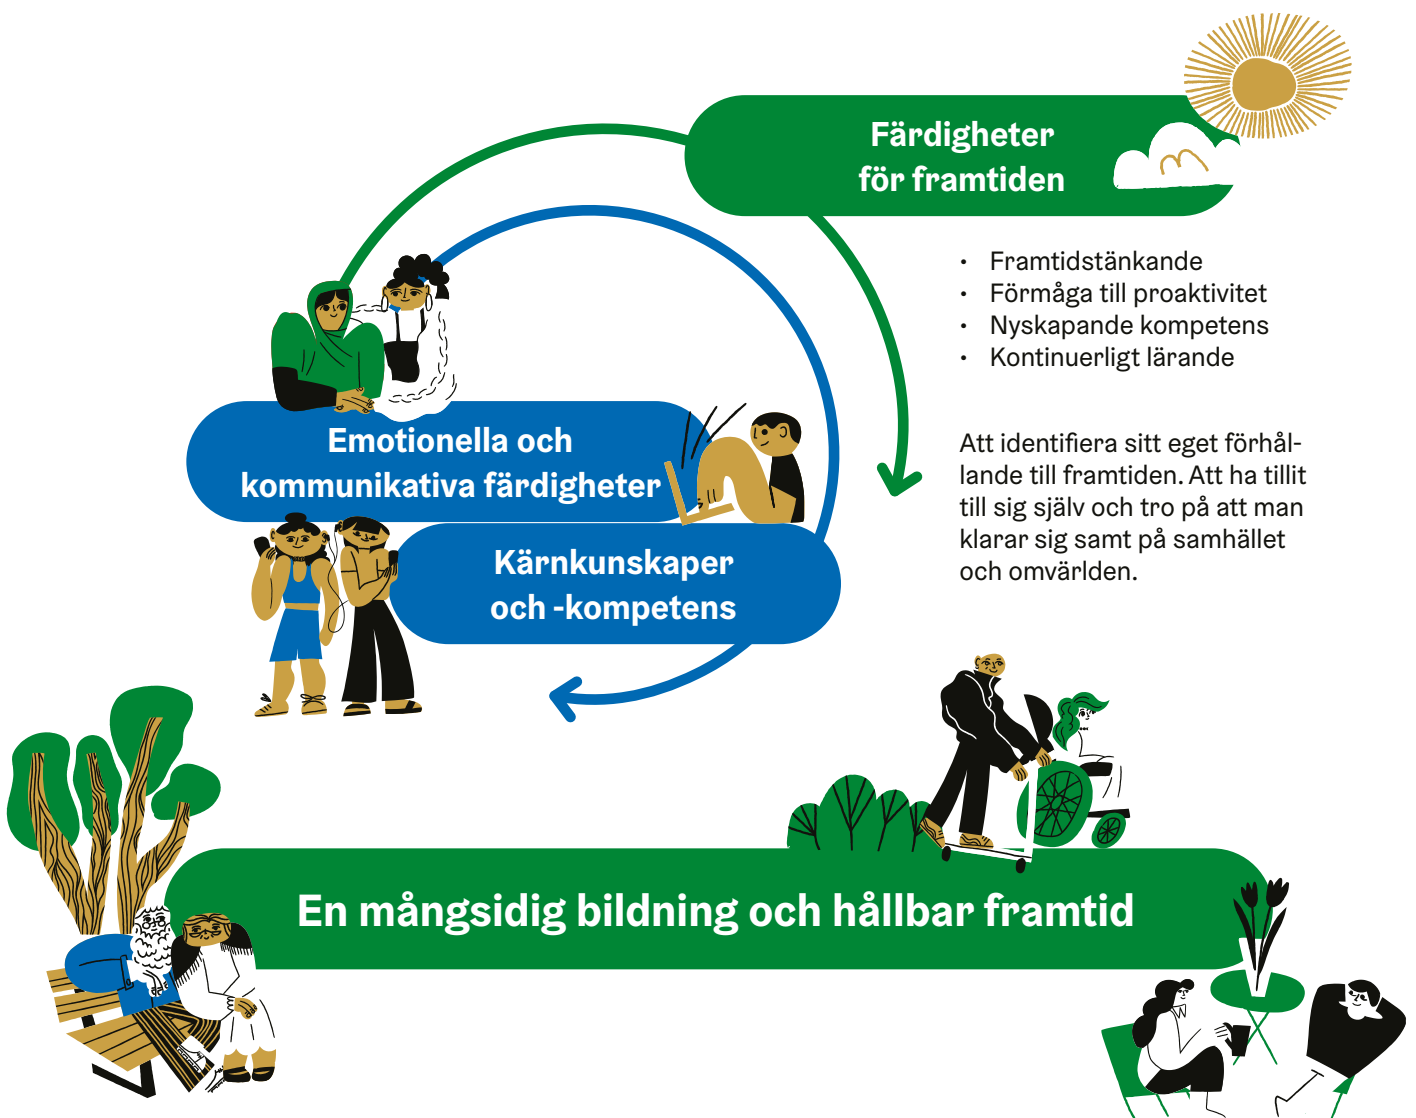 Färdigheter
för framtiden
• Framtidstänkande
• Förmåga till proaktivitet
• Nyskapande kompetens
• Kontinuerligt lärande
Att identifiera sitt eget förhål-
lande till framtiden. Att ha tillit
till sig själv och tro på att man
klarar sig samt på samhället
och omvärlden.
Emotionella och
kommunikativa färdigheter
Kärnkunskaper
och -kompetens
En mångsidig bildning och hållbar framtid